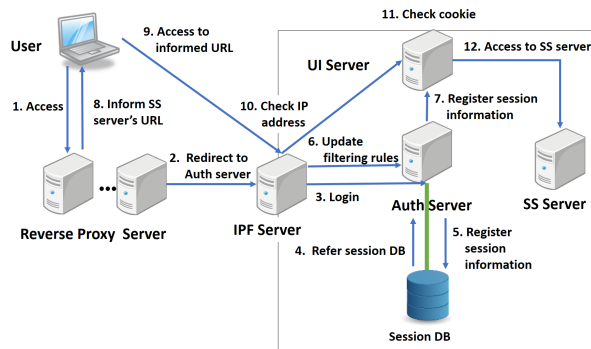 11. Check cookie
9. Access to
informed URL
User
12. Access to SS server
UI Server
1. Access
8. Inform SS
server's URL
10. Check IP
address
7. Register session
information
6. Update
filtering rules
2. Redirect to
Auth server
3. Login
Auth Server
SS Server
Reverse Proxy Server
IPF Server
4. Refer session DB
5. Register
session
information
Session DB